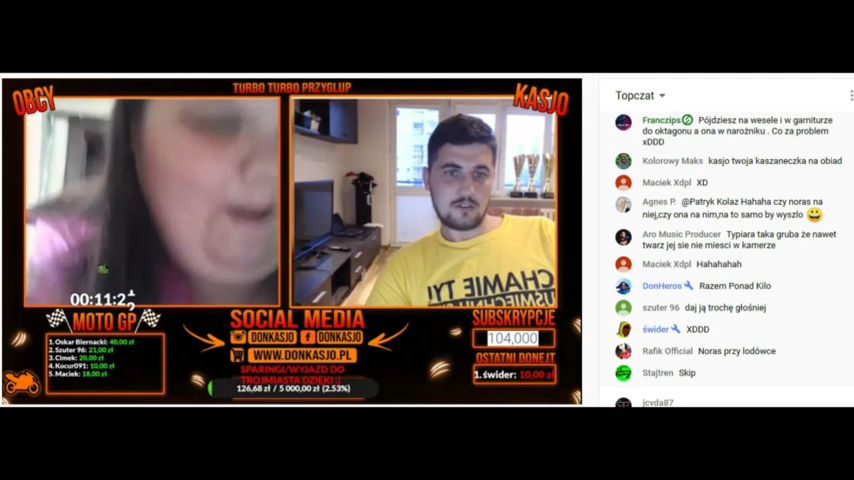 TURBO TURBO PRZYGLUP
OBCY
KASJO
CHAMIE TY!
00:11:2
MOTO GP
1. Oskar Biernacki: 40,00 zł
2. Szuter 96: 21,00 zł
3. Cimek: 20,00 zł
4. Kocur091: 10,00 zł
5. Maciek: 18,00 zł
SOCIAL MEDIA
DONKASJO DONKASJO
WWW.DONKASJO.PL
SPARINGI/WYJAZD DO
TROJMIASTA DZIEKI :)
126,68 zł / 5 000,00 zł (2.53%)
SUBSKRYPCJE
104,000
OSTATNI DONEJT
1. świder: 10,00 zł
Topczat
Franczips Pójdziesz na wesele i w garniturze
do oktagonu a ona w narożniku . Co za problem
xDDD
Kolorowy Maks kasjo twoja kaszaneczka na obiad
Maciek Xdpl XD
Agnes P. @Patryk Kolaz Hahaha czy noras na
niej,czy ona na nim,na to samo by wyszlo
Aro Music Producer Typiara taka gruba że nawet
twarz jej sie nie miesci w kamerze
Maciek Xdpl Hahahahah
DonHeros Razem Ponad Kilo
szuter 96 daj ją trochę głośniej
świder XDDD
Rafik Official Noras przy lodówce
Stajtren Skip
jcvda87